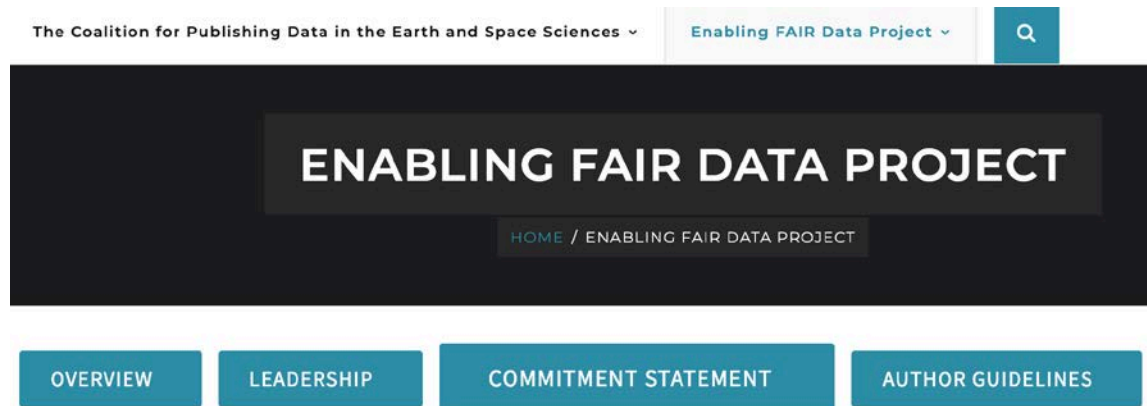 The Coalition for Publishing Data in the Earth and Space Sciences Enabling FAIR Data Project
ENABLING FAIR DATA PROJECT
HOME / ENABLING FAIR DATA PROJECT
OVERVIEW LEADERSHIP COMMITMENT STATEMENT AUTHOR GUIDELINES